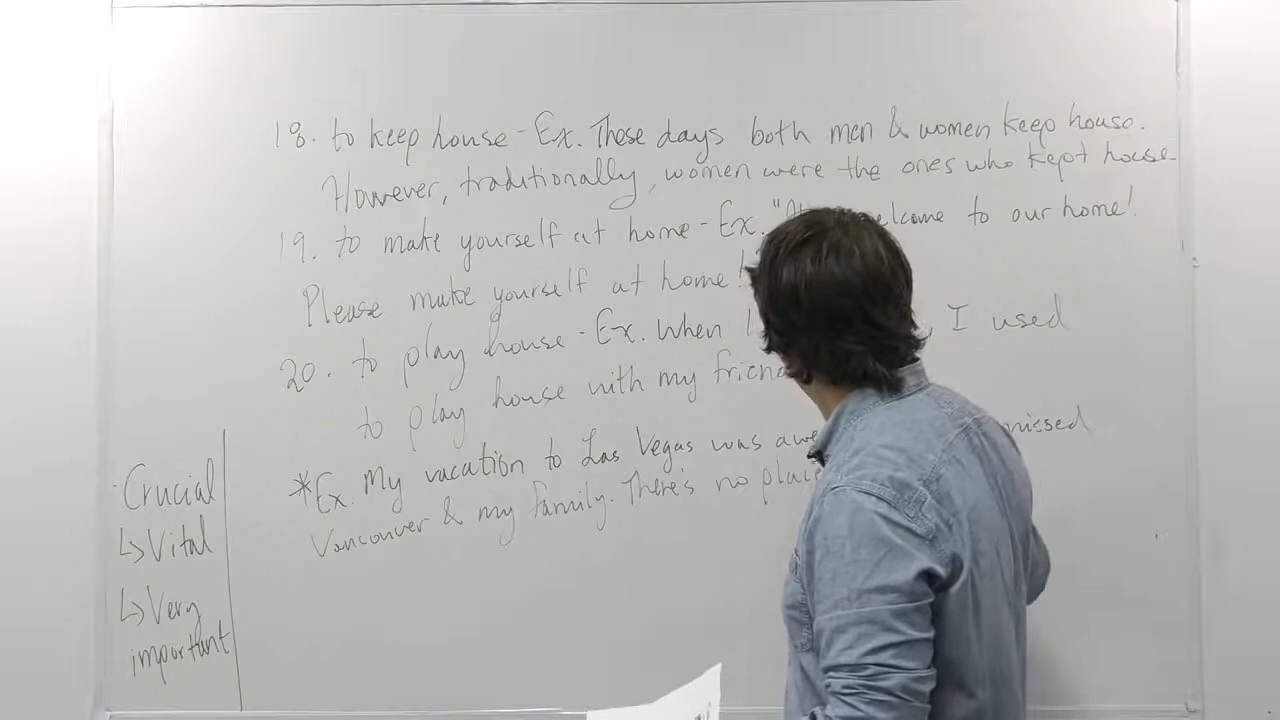 18. to keep house - Ex. These days both men & women keep house.
However, traditionally, women were the ones who kept house.
19. to make yourself at home - Ex. " welcome to our home!
Please make yourself at home!
20. to play house - Ex. When I , I used
to play house with my friend
*Ex. My vacation to Las Vegas was missed
Vancouver & my family. There's no place
Crucial
↳ Vital
↳ Very
important